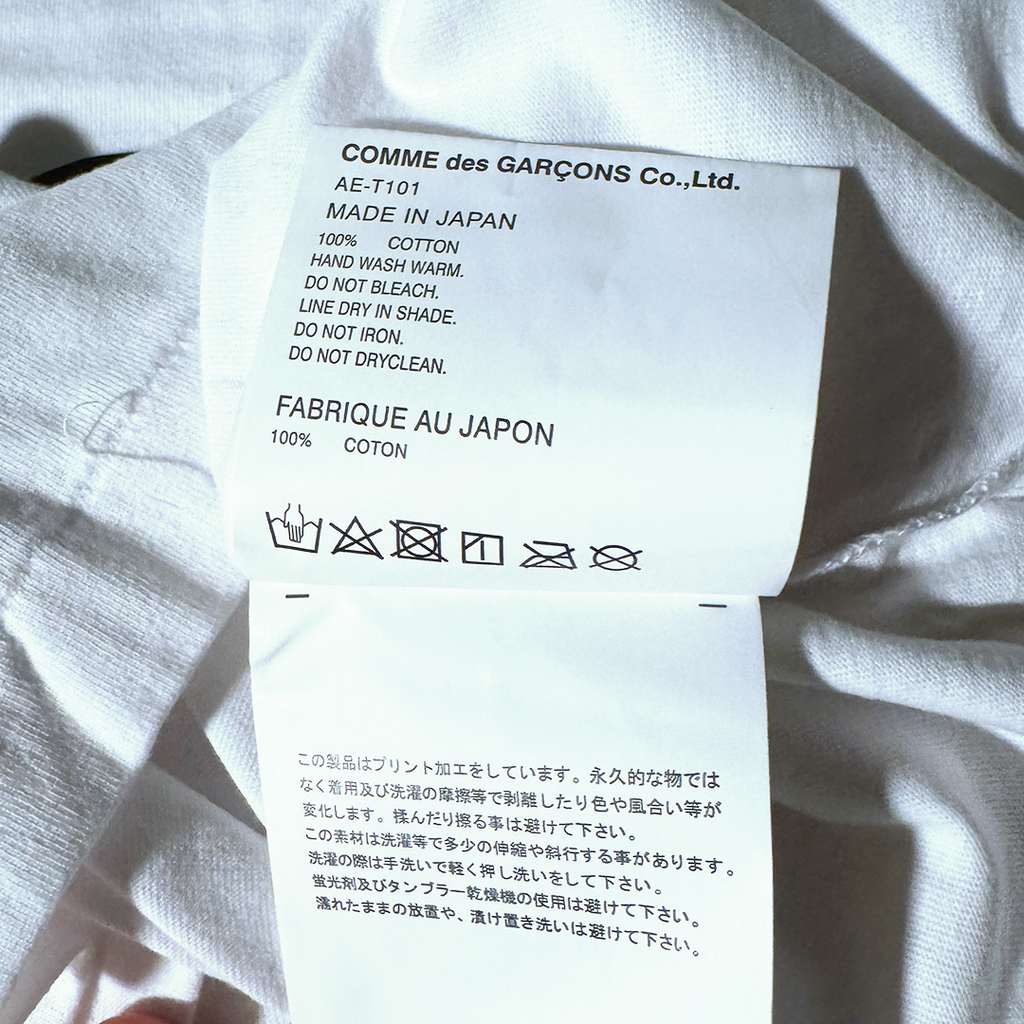 COMME des GARÇONS Co.,Ltd.
AE-T101
MADE IN JAPAN
100% COTTON
HAND WASH WARM.
DO NOT BLEACH.
LINE DRY IN SHADE.
DO NOT IRON.
DO NOT DRYCLEAN.
FABRIQUE AU JAPON
100% COTON
この製品はプリント加工をしています。永久的な物では
なく着用及び洗濯の摩擦等で剥離したり色や風合い等が
変化します。揉んだり擦る事は避けて下さい。
この素材は洗濯等で多少の伸縮や斜行する事があります。
洗濯の際は手洗いで軽く押し洗いをして下さい。
蛍光剤及びタンブラー乾燥機の使用は避けて下さい。
濡れたままの放置や、漬け置き洗いは避けて下さい。